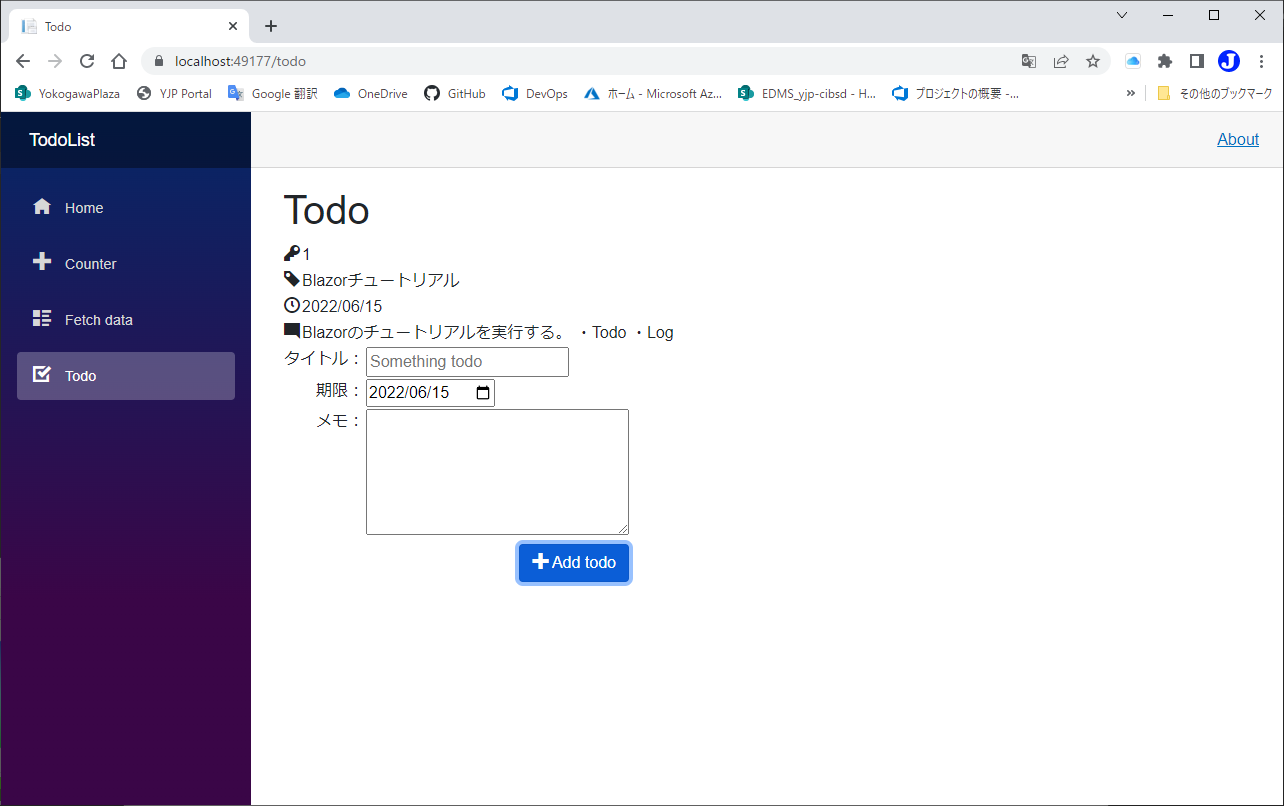 Todo
localhost:49177/todo
YokogawaPlaza YJP Portal Google 翻訳 OneDrive GitHub DevOps ホーム - Microsoft Az... EDMS_yjp-cibsd - H... プロジェクトの概要 -... » その他のブックマーク
TodoList
About
Home
Counter
Fetch data
Todo
Todo
1
Blazorチュートリアル
2022/06/15
Blazorのチュートリアルを実行する。 ・Todo ・Log
タイトル： Something todo
期限： 2022/06/15
メモ：
Add todo